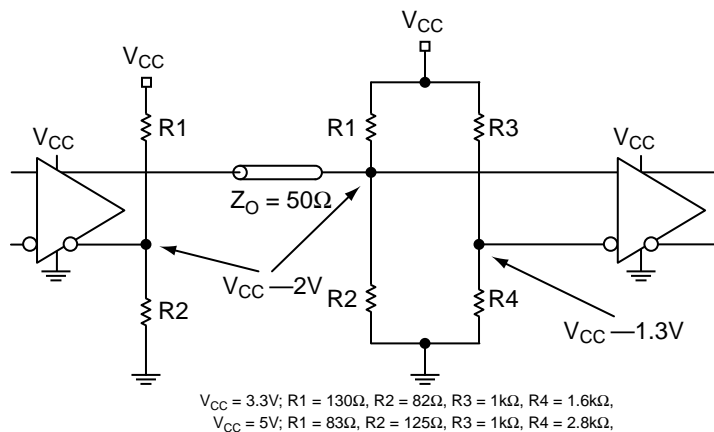 V_CC
V_CC
R1
R1
R3
V_CC
V_CC
Z_O = 50Ω
V_CC —2V
R2
R2
R4
V_CC —1.3V
V_CC = 3.3V; R1 = 130Ω, R2 = 82Ω, R3 = 1kΩ, R4 = 1.6kΩ,
V_CC = 5V; R1 = 83Ω, R2 = 125Ω, R3 = 1kΩ, R4 = 2.8kΩ,